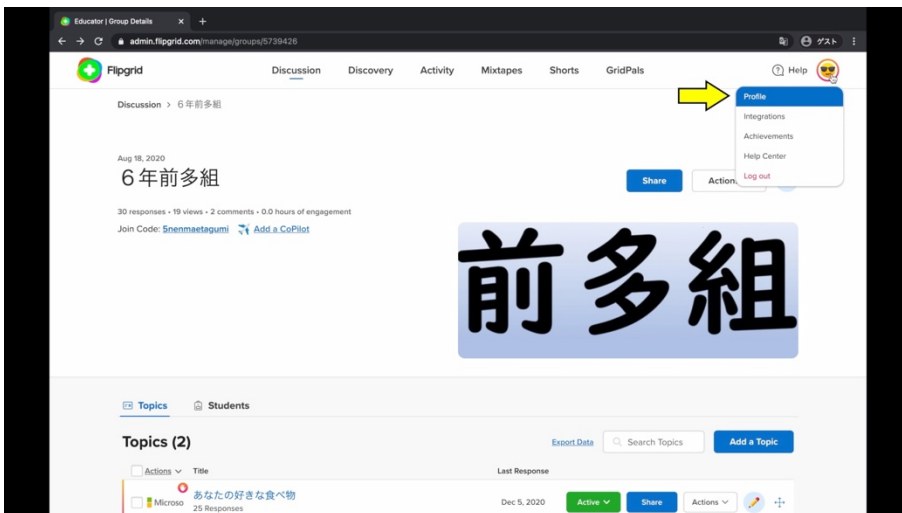 Educator | Group Details
admin.flipgrid.com/manage/groups/5739426
ゲスト
Flipgrid
Discussion Discovery Activity Mixtapes Shorts GridPals
Help
Discussion > 6年前多組
Profile
Integrations
Achievements
Help Center
Log out
Aug 18, 2020
6年前多組
Share
Action
30 responses • 19 views • 2 comments • 0.0 hours of engagement
Join Code: 5nenmaetagumi Add a CoPilot
前多組
Topics Students
Topics (2)
Export Data
Search Topics
Add a Topic
Actions Title Last Response
Microso あなたの好きな食べ物 Dec 5, 2020 Active Share Actions
25 Responses